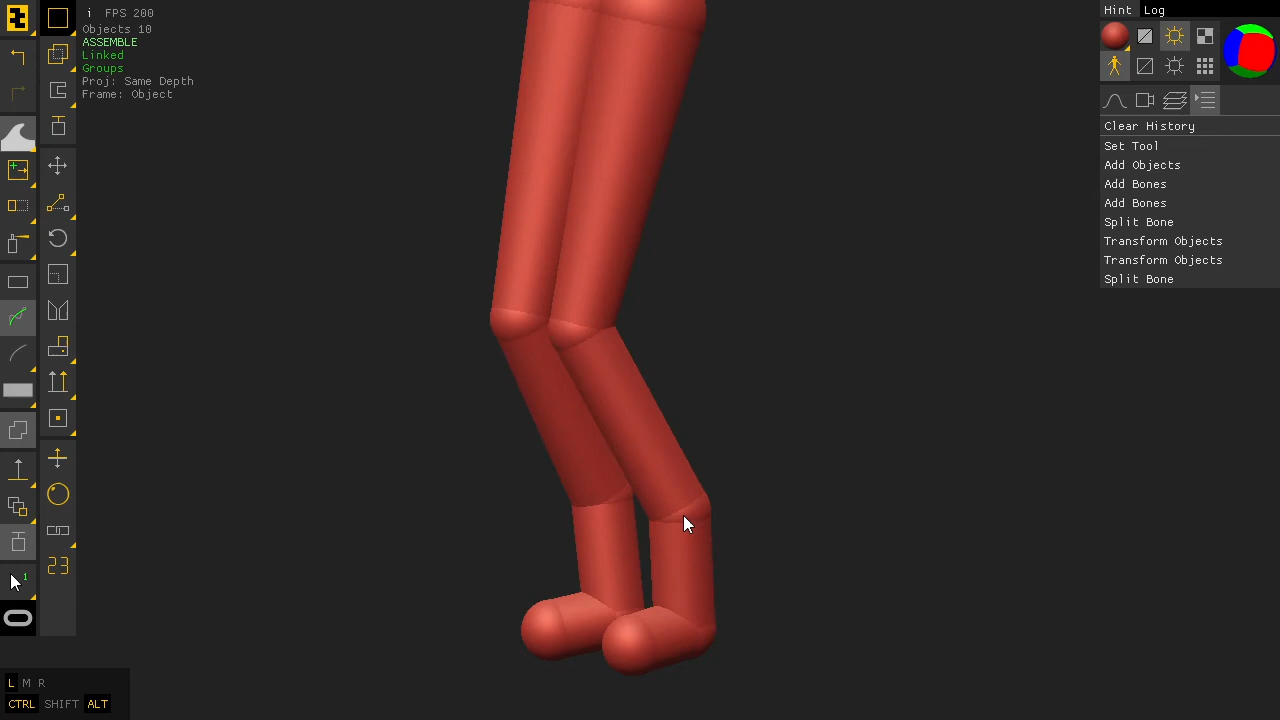 i FPS 200
Objects 10
ASSEMBLE
Linked
Groups
Proj: Same Depth
Frame: Object
Hint Log
Clear History
Set Tool
Add Objects
Add Bones
Add Bones
Split Bone
Transform Objects
Transform Objects
Split Bone
1
23
L M R
CTRL SHIFT ALT